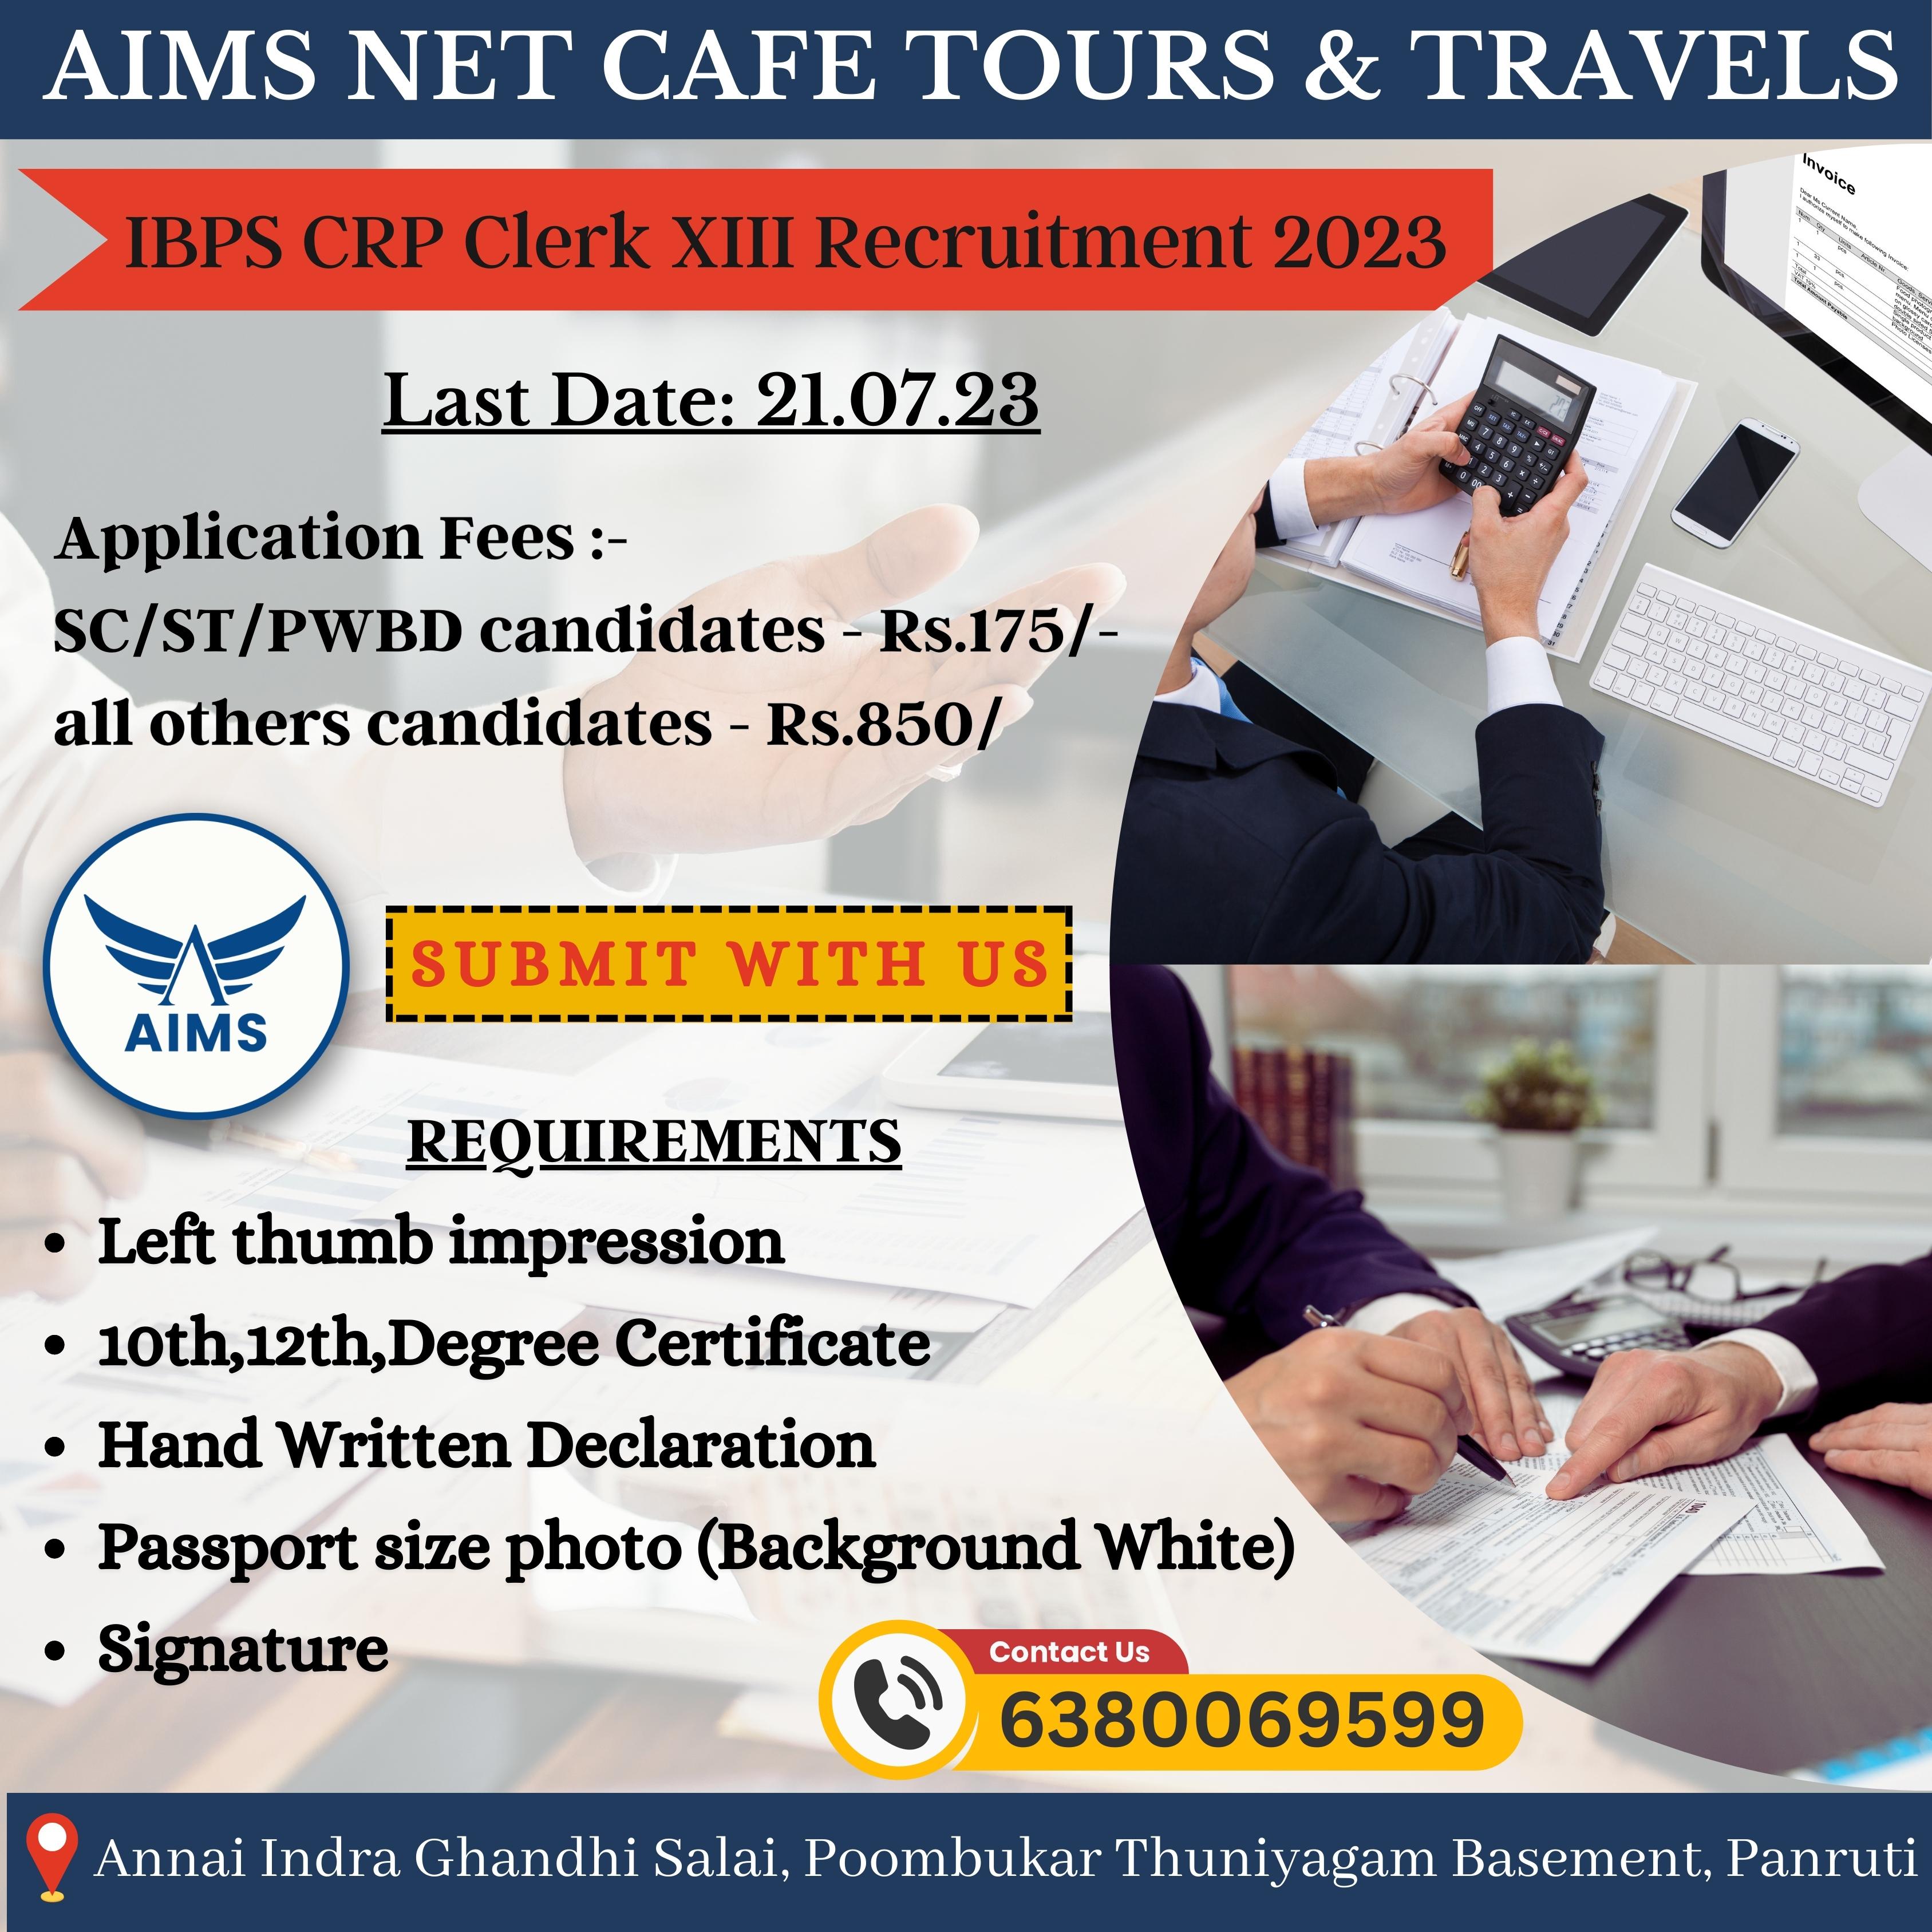 AIMS NET CAFE TOURS & TRAVELS
IBPS CRP Clerk XIII Recruitment 2023
Invoice
Last Date: 21.07.23
Application Fees :-
SC/ST/PWBD candidates - Rs.175/-
all others candidates - Rs.850/
AIMS
SUBMIT WITH US
REQUIREMENTS
• Left thumb impression
• 10th,12th,Degree Certificate
• Hand Written Declaration
• Passport size photo (Background White)
• Signature
Contact Us
6380069599
Annai Indra Ghandhi Salai, Poombukar Thuniyagam Basement, Panruti